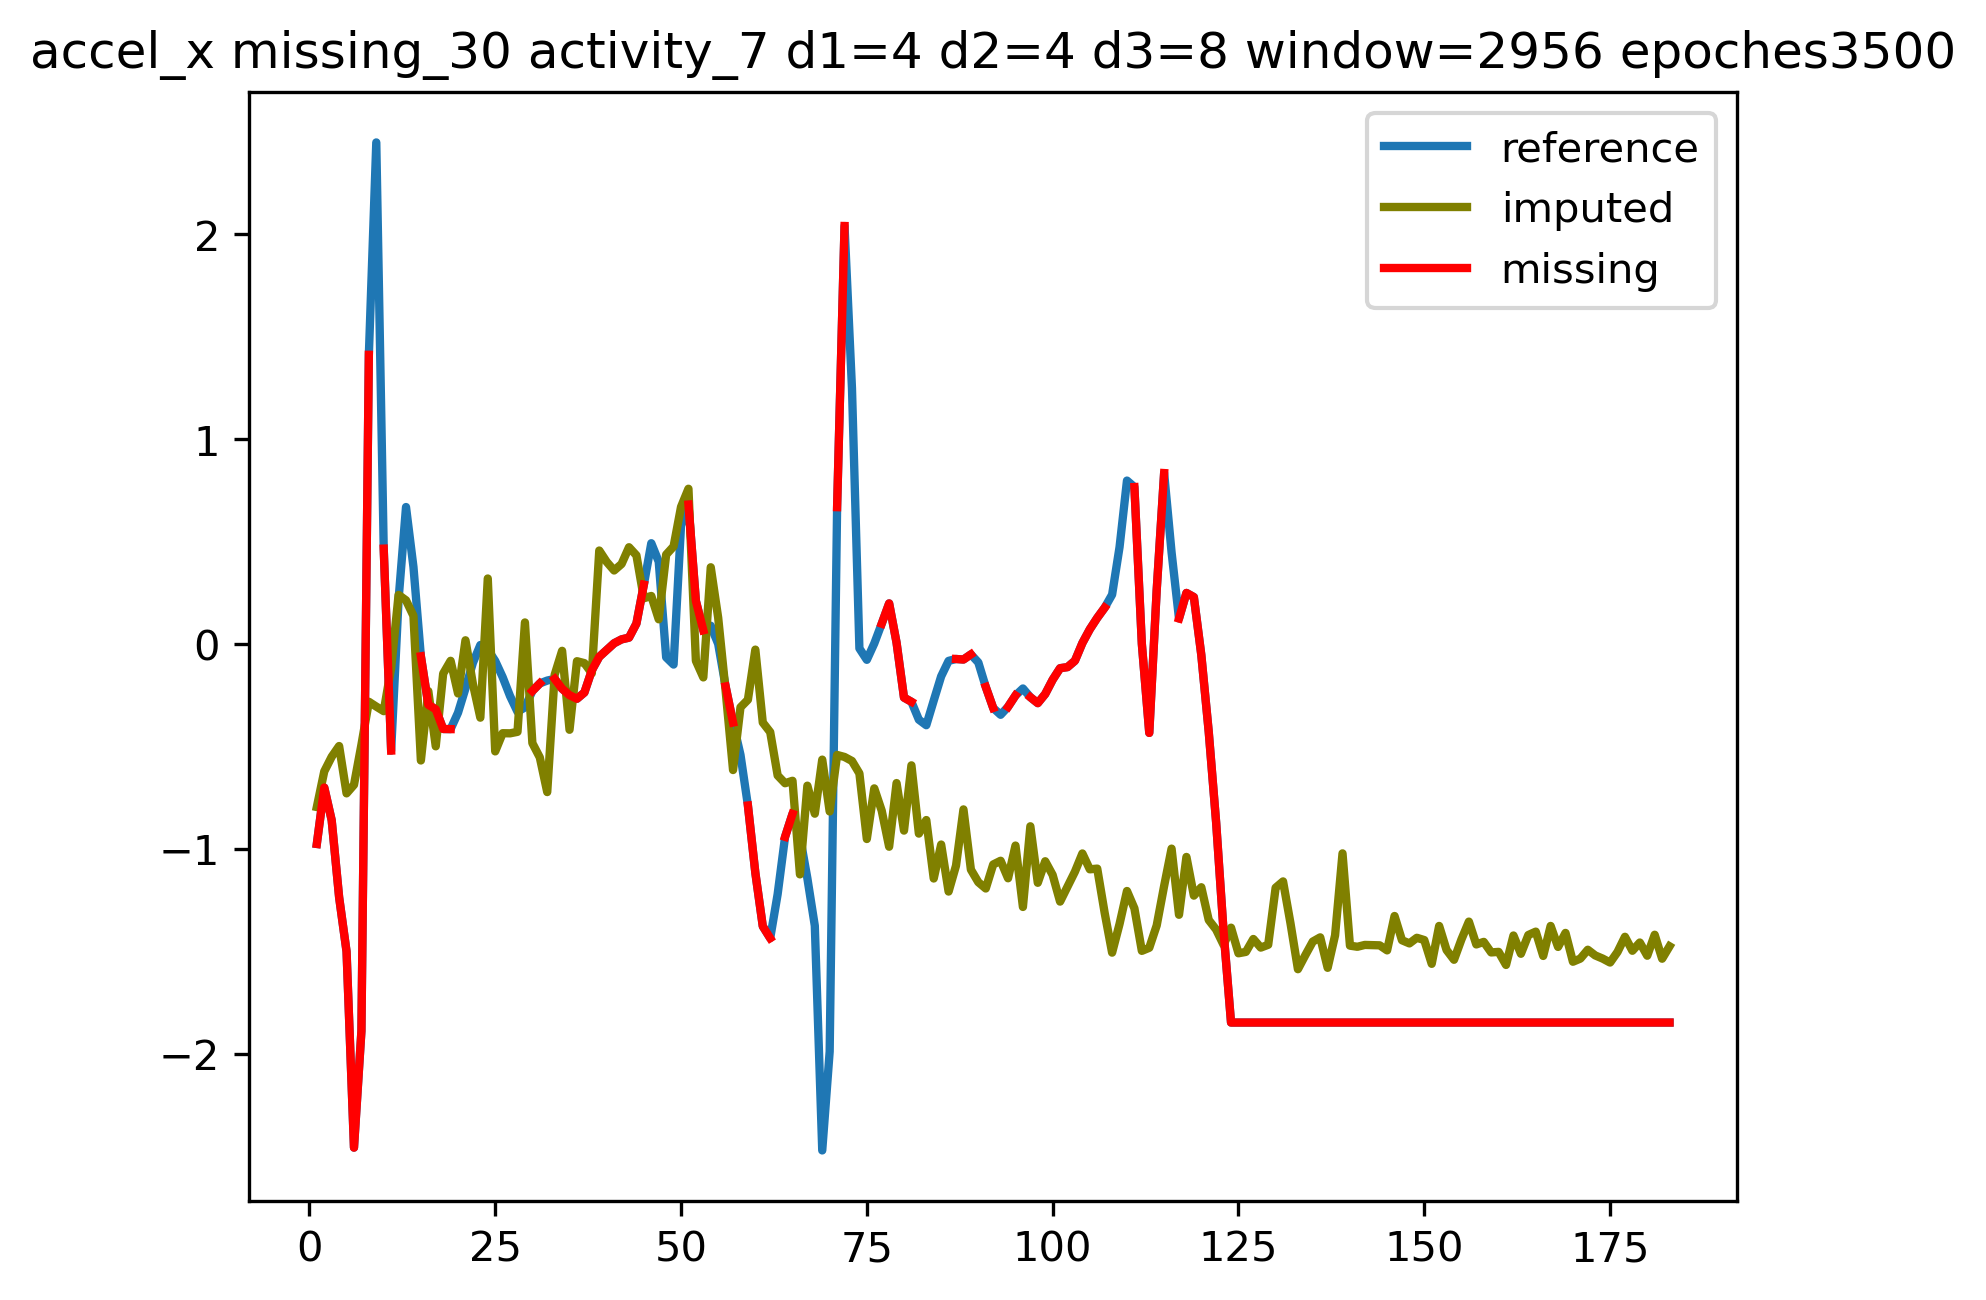 accel_x missing_30 activity_7 d1=4 d2=4 d3=8 window=2956 epoches3500
reference
imputed
missing
2
1
0
−1
−2
0 25 50 75 100 125 150 175